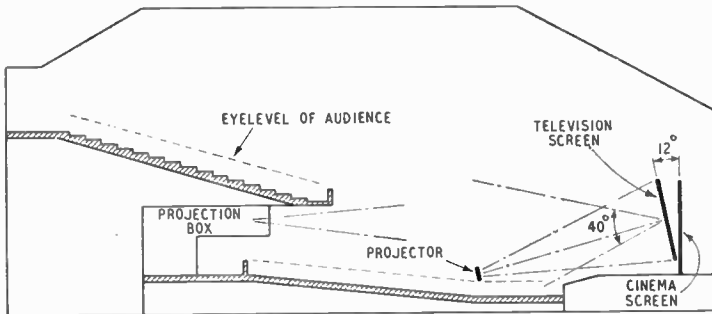 EYELEVEL OF AUDIENCE
TELEVISION
SCREEN
12°
PROJECTION
BOX
PROJECTOR
40°
CINEMA
SCREEN